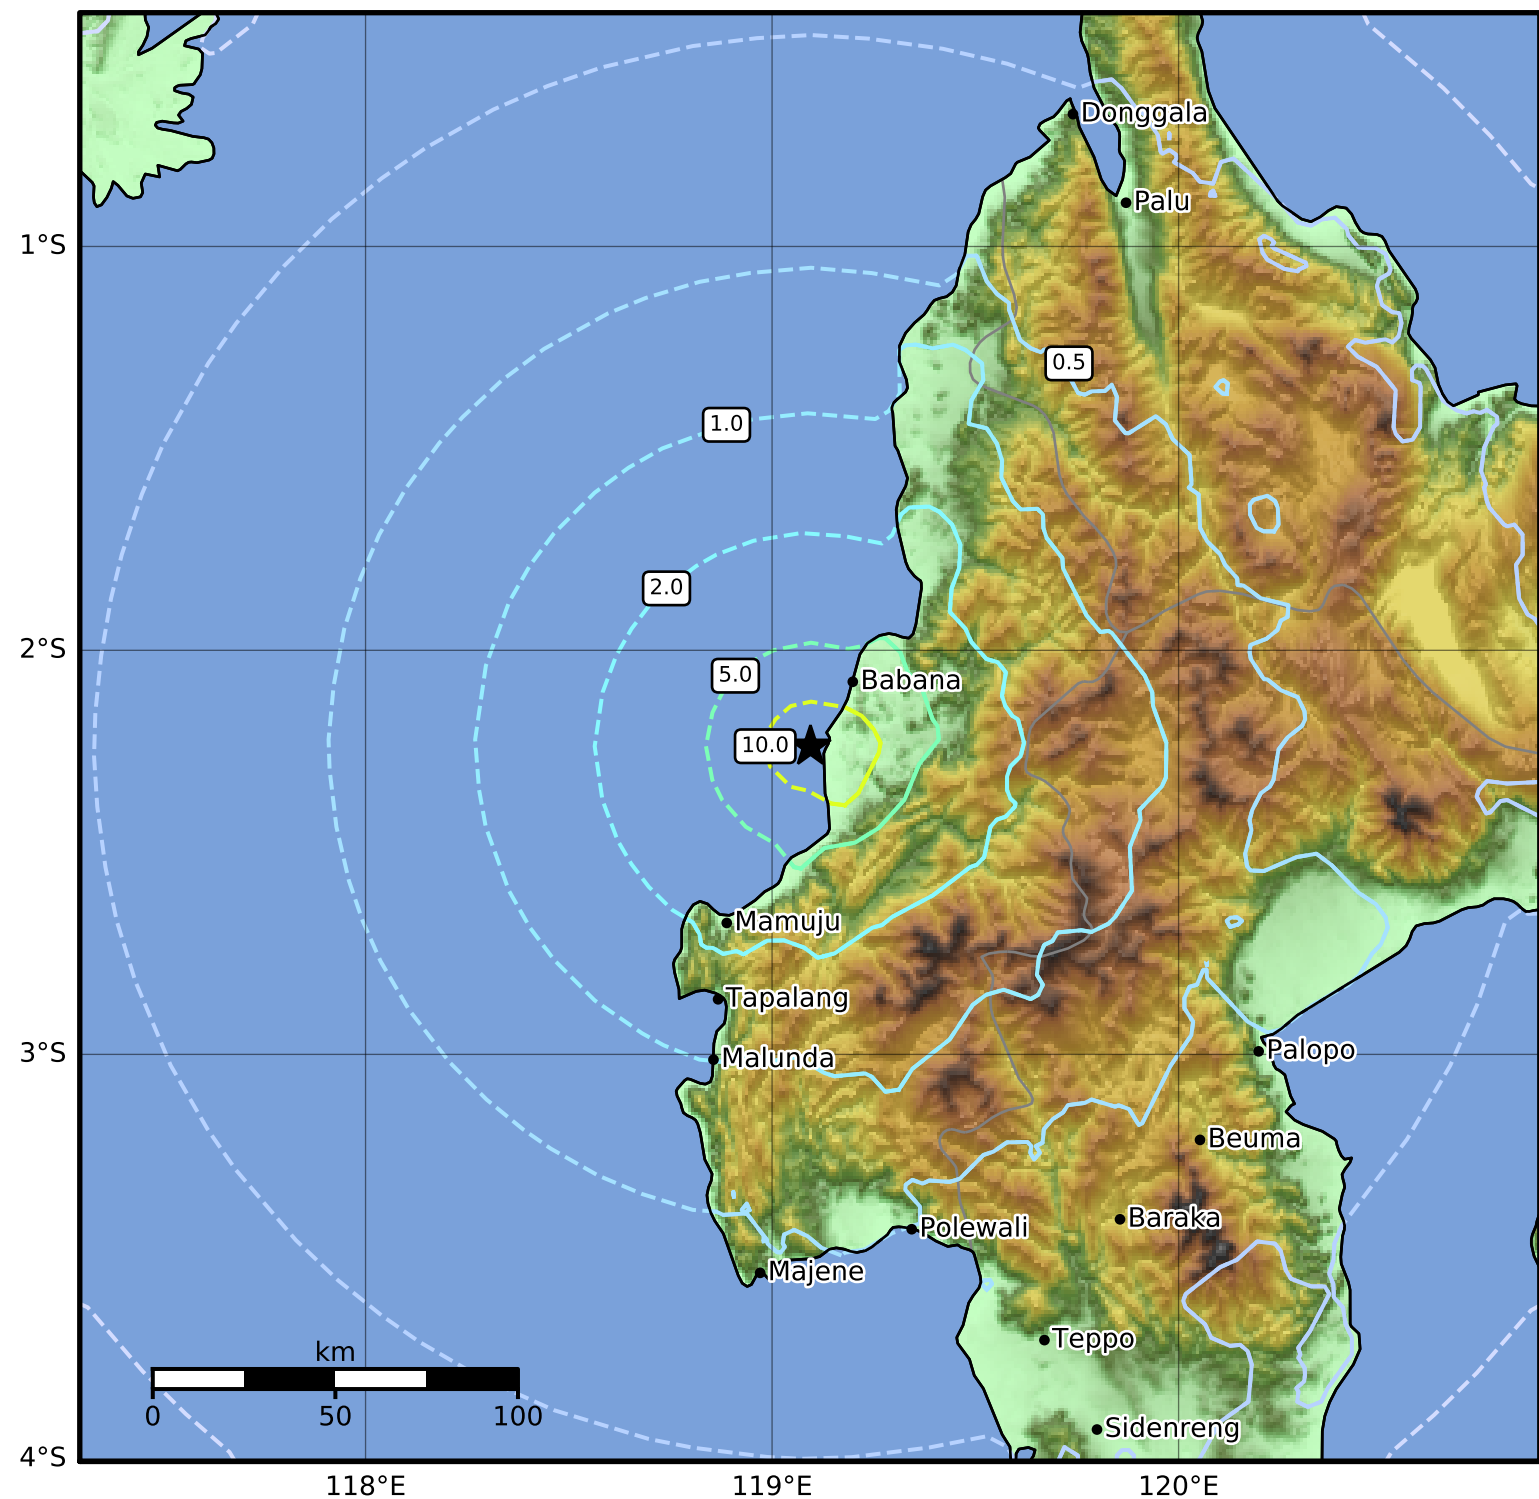 Donggala
Palu
1°S
0.5
1.0
2.0
2°S
5.0
Babana
10.0
Mamuju
Tapalang
3°S
Malunda
Palopo
Beuma
Baraka
Polewali
Majene
Teppo
km
0 50 100
Sidenreng
4°S
118°E 119°E 120°E